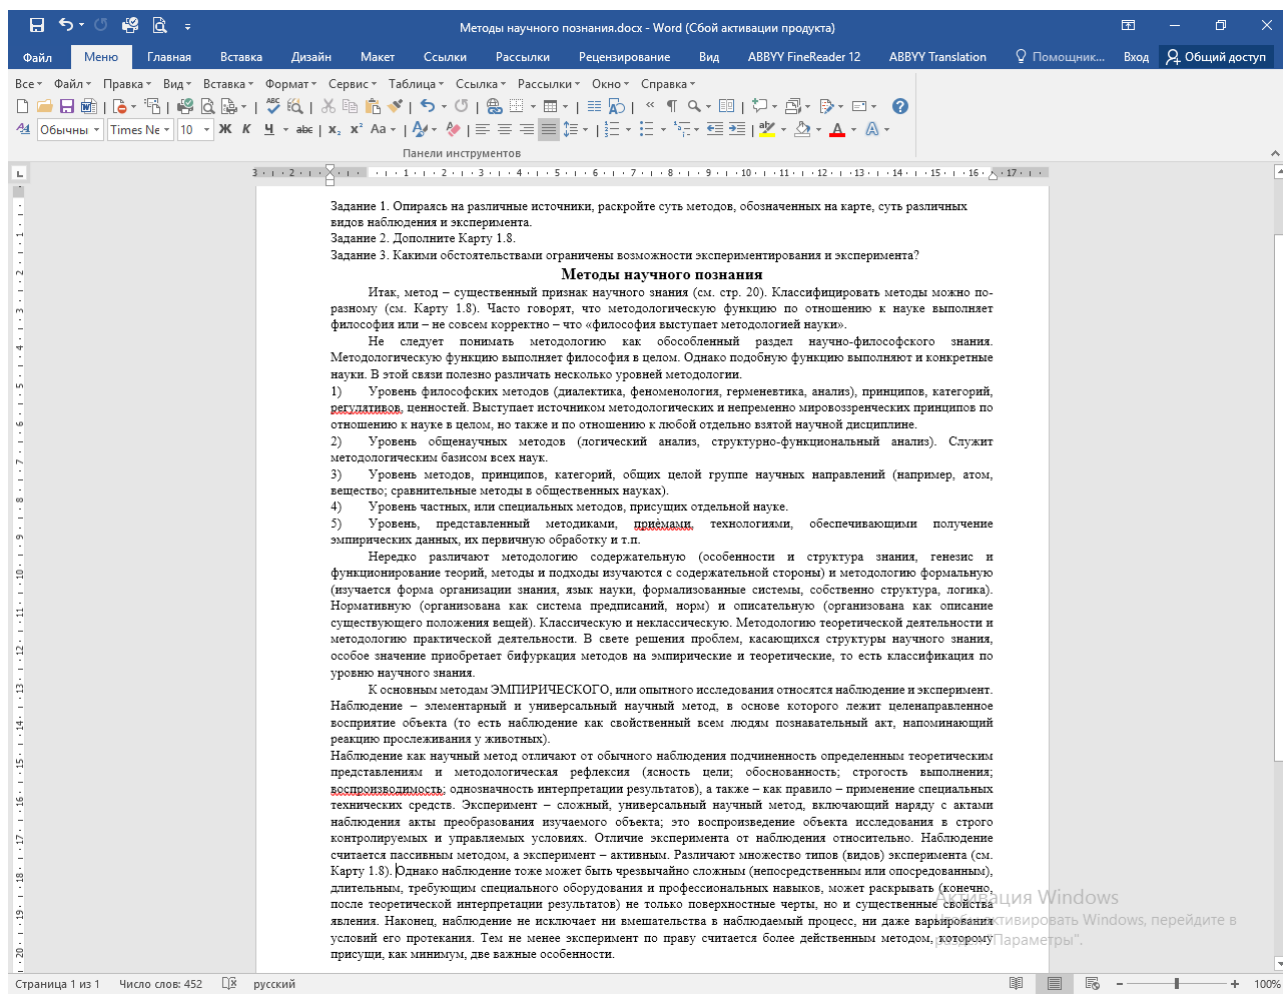 Методы научного познания.docx - Word (Сбой активации продукта)
Файл Меню Главная Вставка Дизайн Макет Ссылки Рассылки Рецензирование Вид ABBYY FineReader 12 ABBYY Translation Помощник... Вход Общий доступ
Все Файл Правка Вид Вставка Формат Сервис Таблица Ссылка Рассылки Окно Справка
Обычны Times Ne 10 Ж К Ч abc x₂ x² Aa
Панели инструментов
3 2 1 1 2 3 4 5 6 7 8 9 10 11 12 13 14 15 16 17
Задание 1. Опираясь на различные источники, раскройте суть методов, обозначенных на карте, суть различных
видов наблюдения и эксперимента.
Задание 2. Дополните Карту 1.8.
Задание 3. Какими обстоятельствами ограничены возможности экспериментирования и эксперимента?
Методы научного познания
Итак, метод – существенный признак научного знания (см. стр. 20). Классифицировать методы можно по-
разному (см. Карту 1.8). Часто говорят, что методологическую функцию по отношению к науке выполняет
философия или – не совсем корректно – что «философия выступает методологией науки».
Не следует понимать методологию как обособленный раздел научно-философского знания.
Методологическую функцию выполняет философия в целом. Однако подобную функцию выполняют и конкретные
науки. В этой связи полезно различать несколько уровней методологии.
1) Уровень философских методов (диалектика, феноменология, герменевтика, анализ), принципов, категорий,
регулятивов, ценностей. Выступает источником методологических и непременно мировоззренческих принципов по
отношению к науке в целом, но также и по отношению к любой отдельно взятой научной дисциплине.
2) Уровень общенаучных методов (логический анализ, структурно-функциональный анализ). Служит
методологическим базисом всех наук.
3) Уровень методов, принципов, категорий, общих целой группе научных направлений (например, атом,
вещество; сравнительные методы в общественных науках).
4) Уровень частных, или специальных методов, присущих отдельной науке.
5) Уровень, представленный методиками, приёмами, технологиями, обеспечивающими получение
эмпирических данных, их первичную обработку и т.п.
Нередко различают методологию содержательную (особенности и структура знания, генезис и
функционирование теорий, методы и подходы изучаются с содержательной стороны) и методологию формальную
(изучается форма организации знания, язык науки, формализованные системы, собственно структура, логика).
Нормативную (организована как система предписаний, норм) и описательную (организована как описание
существующего положения вещей). Классическую и неклассическую. Методологию теоретической деятельности и
методологию практической деятельности. В свете решения проблем, касающихся структуры научного знания,
особое значение приобретает бифуркация методов на эмпирические и теоретические, то есть классификация по
уровню научного знания.
К основным методам ЭМПИРИЧЕСКОГО, или опытного исследования относятся наблюдение и эксперимент.
Наблюдение – элементарный и универсальный научный метод, в основе которого лежит целенаправленное
восприятие объекта (то есть наблюдение как свойственный всем людям познавательный акт, напоминающий
реакцию прослеживания у животных).
Наблюдение как научный метод отличают от обычного наблюдения подчиненность определенным теоретическим
представлениям и методологическая рефлексия (ясность цели; обоснованность; строгость выполнения;
воспроизводимость; однозначность интерпретации результатов), а также – как правило – применение специальных
технических средств. Эксперимент – сложный, универсальный научный метод, включающий наряду с актами
наблюдения акты преобразования изучаемого объекта; это воспроизведение объекта исследования в строго
контролируемых и управляемых условиях. Отличие эксперимента от наблюдения относительно. Наблюдение
считается пассивным методом, а эксперимент – активным. Различают множество типов (видов) эксперимента (см.
Карту 1.8). Однако наблюдение тоже может быть чрезвычайно сложным (непосредственным или опосредованным),
длительным, требующим специального оборудования и профессиональных навыков, может раскрывать (конечно,
после теоретической интерпретации результатов) не только поверхностные черты, но и существенные свойства
явления. Наконец, наблюдение не исключает ни вмешательства в наблюдаемый процесс, ни даже варьирования
условий его протекания. Тем не менее эксперимент по праву считается более действенным методом, которому
присущи, как минимум, две важные особенности.
Активация Windows
Чтобы активировать Windows, перейдите в
раздел "Параметры".
Страница 1 из 1 Число слов: 452 русский 100%